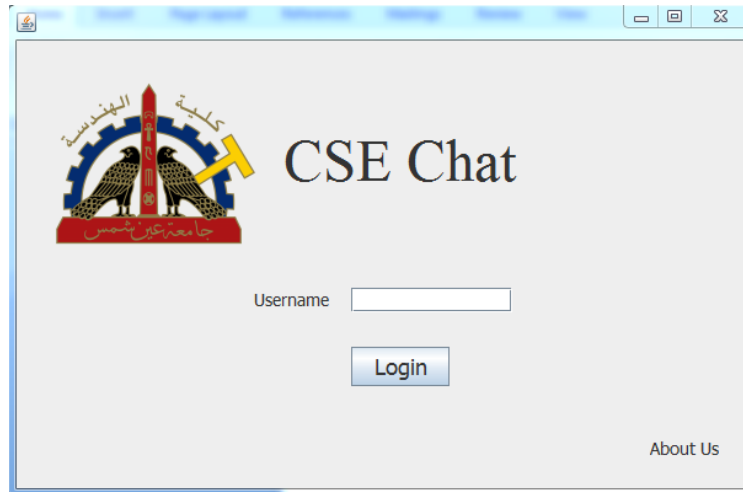 كلية الهندسة
جامعة عين شمس
CSE Chat
Username
Login
About Us